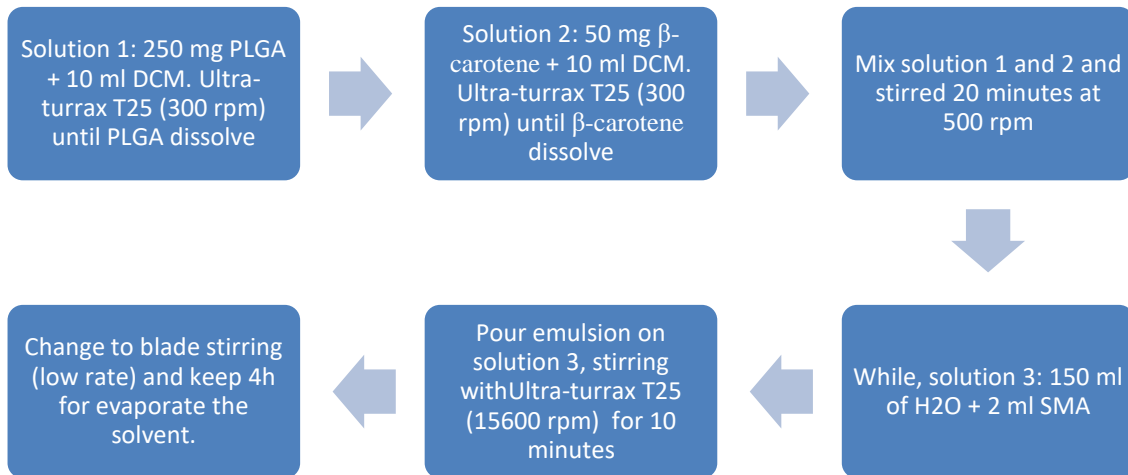 Solution 1: 250 mg PLGA
+ 10 ml DCM. Ultra-
turrax T25 (300 rpm)
until PLGA dissolve
Solution 2: 50 mg β-
carotene + 10 ml DCM.
Ultra-turrax T25 (300
rpm) until β-carotene
dissolve
Mix solution 1 and 2 and
stirred 20 minutes at
500 rpm
While, solution 3: 150 ml
of H2O + 2 ml SMA
Pour emulsion on
solution 3, stirring
withUltra-turrax T25
(15600 rpm) for 10
minutes
Change to blade stirring
(low rate) and keep 4h
for evaporate the
solvent.